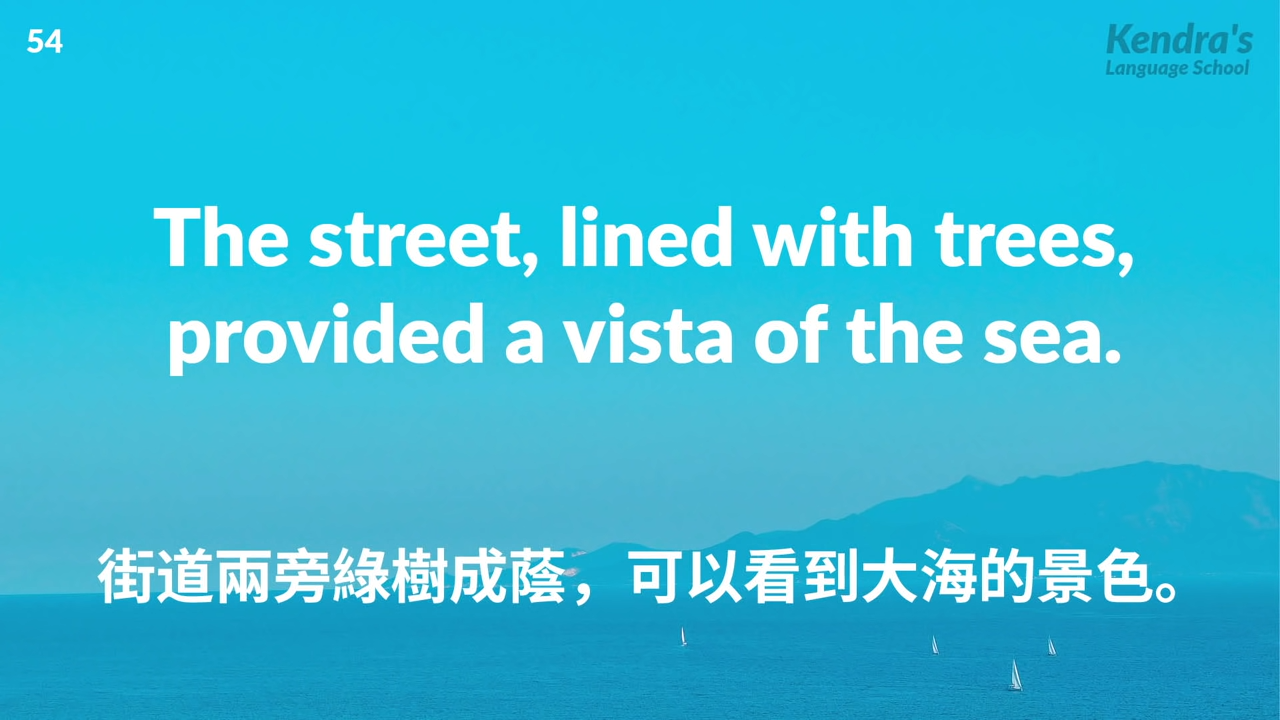 54
Kendra's
Language School
The street, lined with trees,
provided a vista of the sea.
街道兩旁綠樹成蔭，可以看到大海的景色。